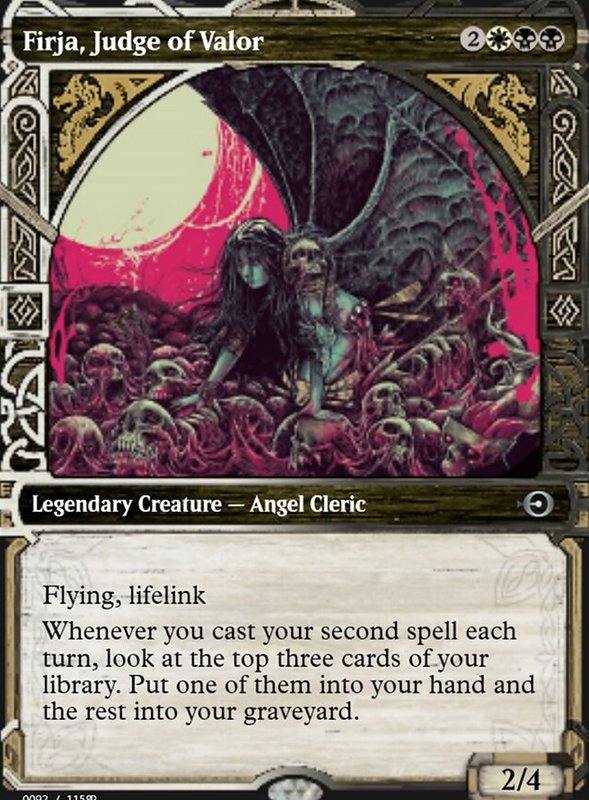 Firja, Judge of Valor 2
Legendary Creature — Angel Cleric
Flying, lifelink
Whenever you cast your second spell each
turn, look at the top three cards of your
library. Put one of them into your hand and
the rest into your graveyard.
2/4